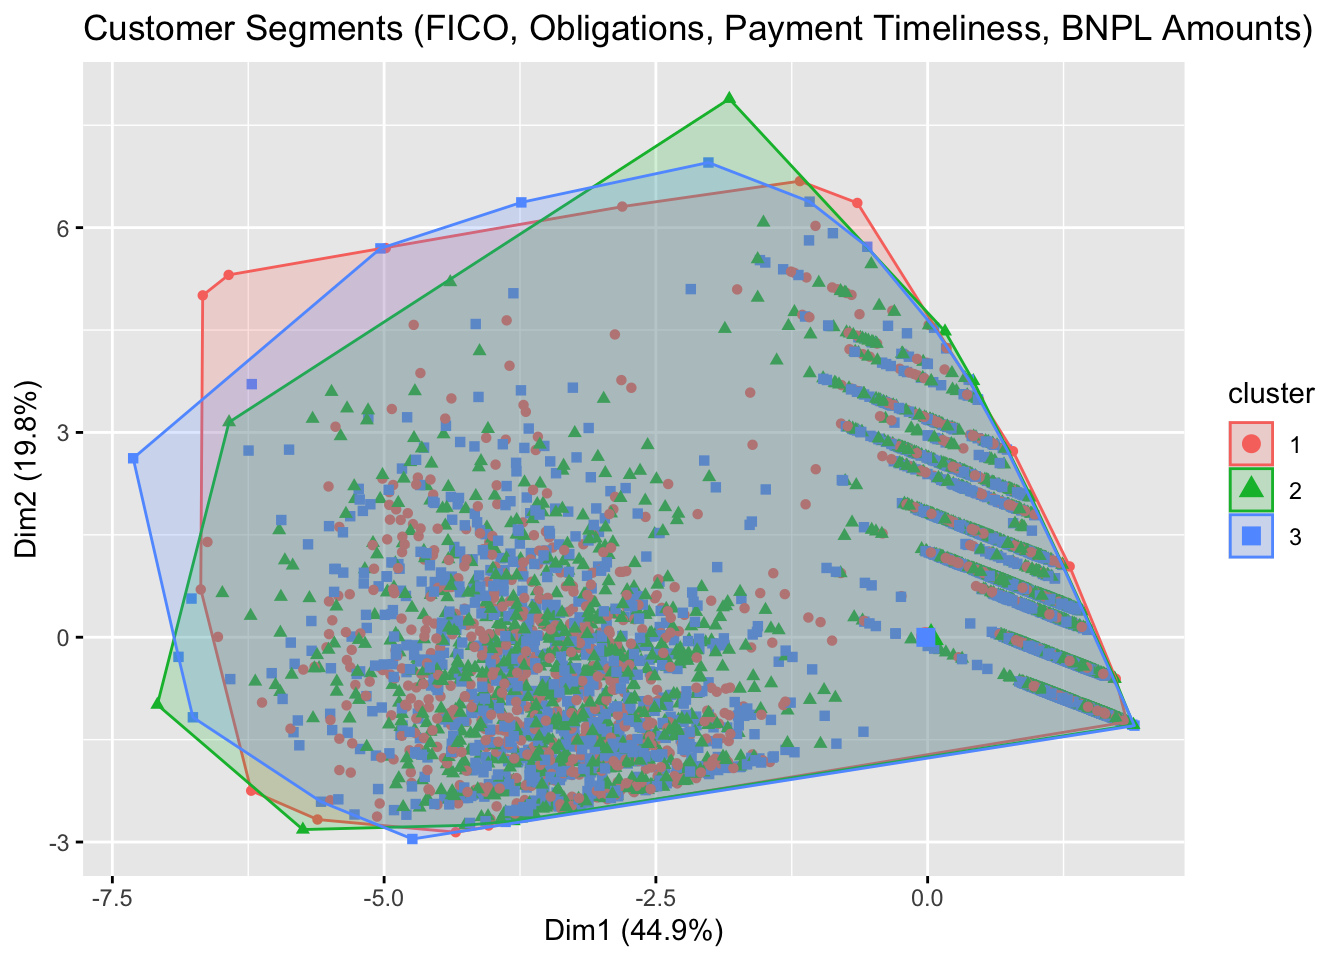 Customer Segments (FICO, Obligations, Payment Timeliness, BNPL Amounts)
6
3
0
-3
Dim2 (19.8%)
-7.5
-5.0
-2.5
0.0
Dim1 (44.9%)
cluster
1
2
3